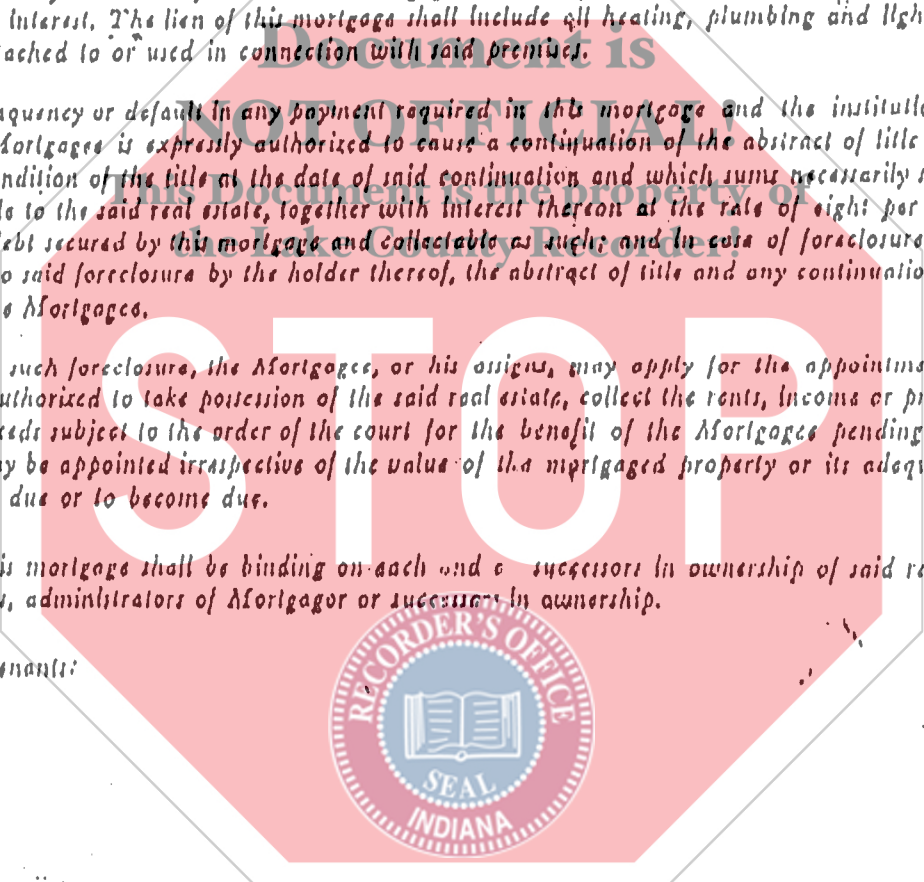 interest. The lien of this mortgage shall include all heating, plumbing and ligh
ached to or used in connection with said premises.
Document is
NOT OFFICIAL!
This Document is the property of
the Lake County Recorder!
quency or default in any payment required in this mortgage and the instituti
Mortgagee is expressly authorized to cause a continuation of the abstract of title
ndition of the title at the date of said continuation and which sums necessarily
le to the said real estate, together with interest thereon at the rate of eight per
ebt secured by this mortgage and collectable as such; and in case of foreclosure
o said foreclosure by the holder thereof, the abstract of title and any continuatio
e Mortgagee.
STOP
such foreclosure, the Mortgagee, or his assigns, may apply for the appointme
uthorized to take possession of the said real estate, collect the rents, income or pr
eeds subject to the order of the court for the benefit of the Mortgagee pending
y be appointed irrespective of the value of the mortgaged property or its adequ
due or to become due.
is mortgage shall be binding on each and successors in ownership of said r
s, administrators of Mortgagor or successors in ownership.
enants:
RECORDER'S OFFICE
SEAL
INDIANA